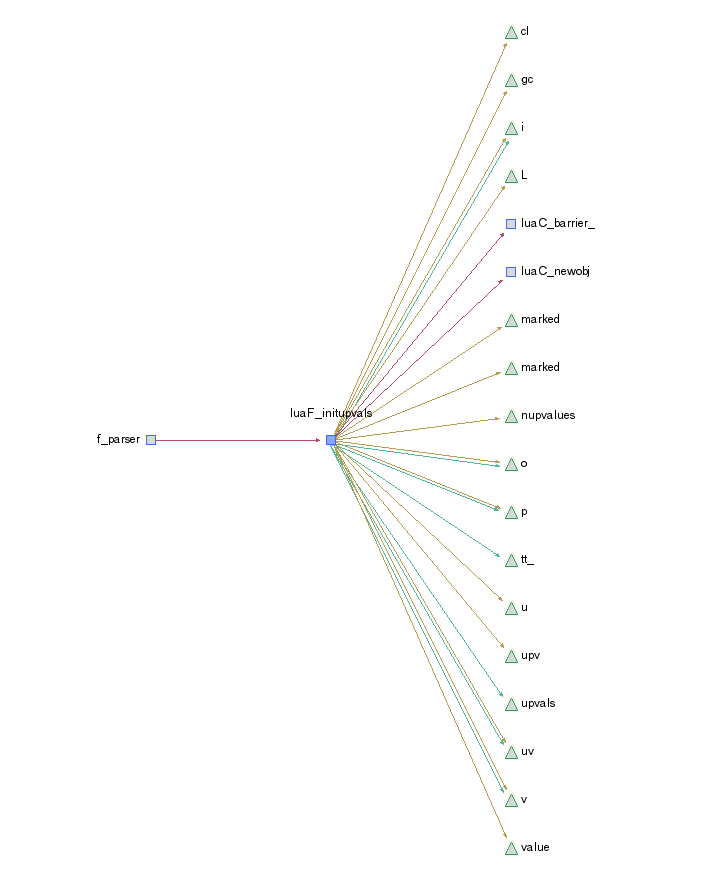 cl
gc
i
L
luaC_barrier_
luaC_newobj
marked
marked
luaF_initupvals
nupvalues
f_parser
o
p
tt_
u
upv
upvals
uv
v
value